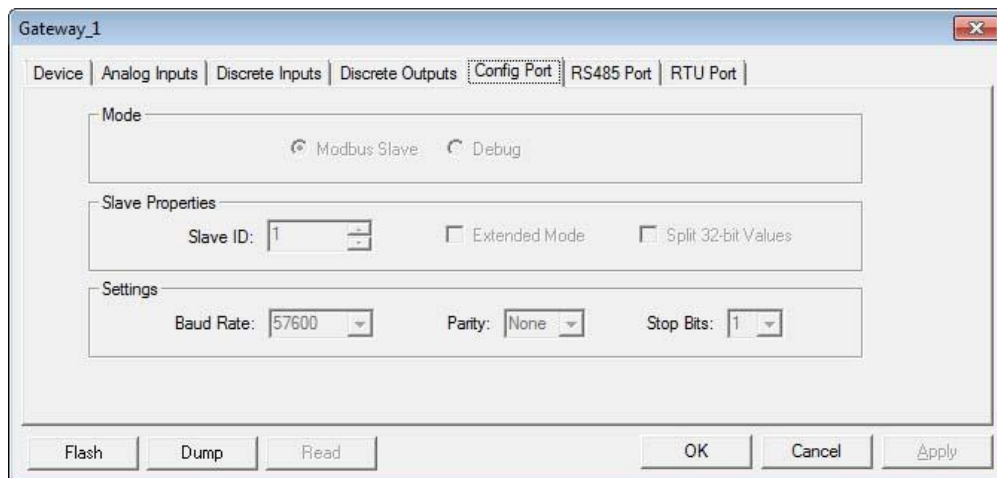 Gateway_1
Device Analog Inputs Discrete Inputs Discrete Outputs Config Port RS485 Port RTU Port
Mode
Modbus Slave Debug
Slave Properties
Slave ID: 1 Extended Mode Split 32-bit Values
Settings
Baud Rate: 57600 Parity: None Stop Bits: 1
Flash Dump Read OK Cancel Apply